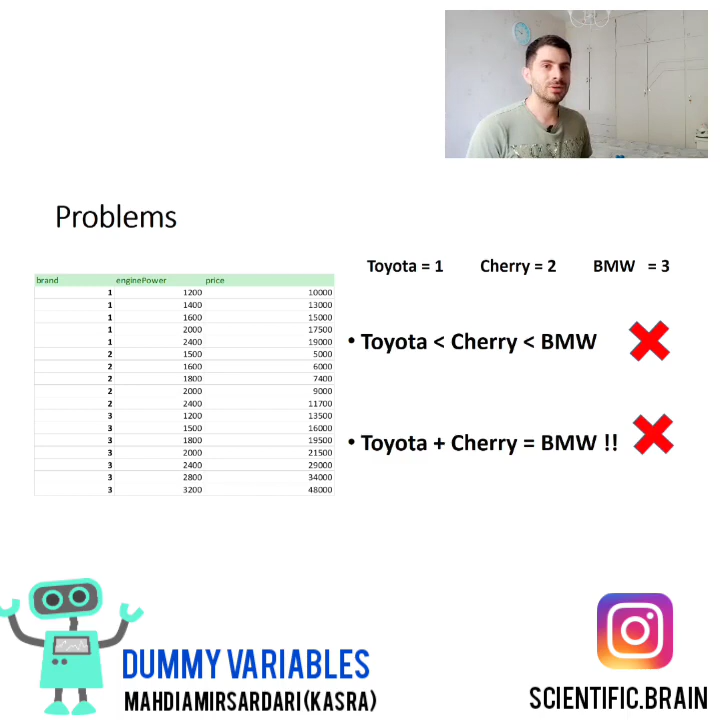 Problems
Toyota = 1 Cherry = 2 BMW = 3
brand enginePower price
1 1200 10000
1 1400 13000
1 1600 15000
1 2000 17500
1 2400 19000
2 1500 5000
2 1600 6000
2 1800 7400
2 2000 9000
2 2400 11700
3 1200 13500
3 1500 16000
3 1800 19500
3 2000 21500
3 2400 29000
3 2800 34000
3 3200 48000
• Toyota < Cherry < BMW
• Toyota + Cherry = BMW !!
DUMMY VARIABLES
MAHDIAMIRSARDARI(KASRA)
SCIENTIFIC.BRAIN